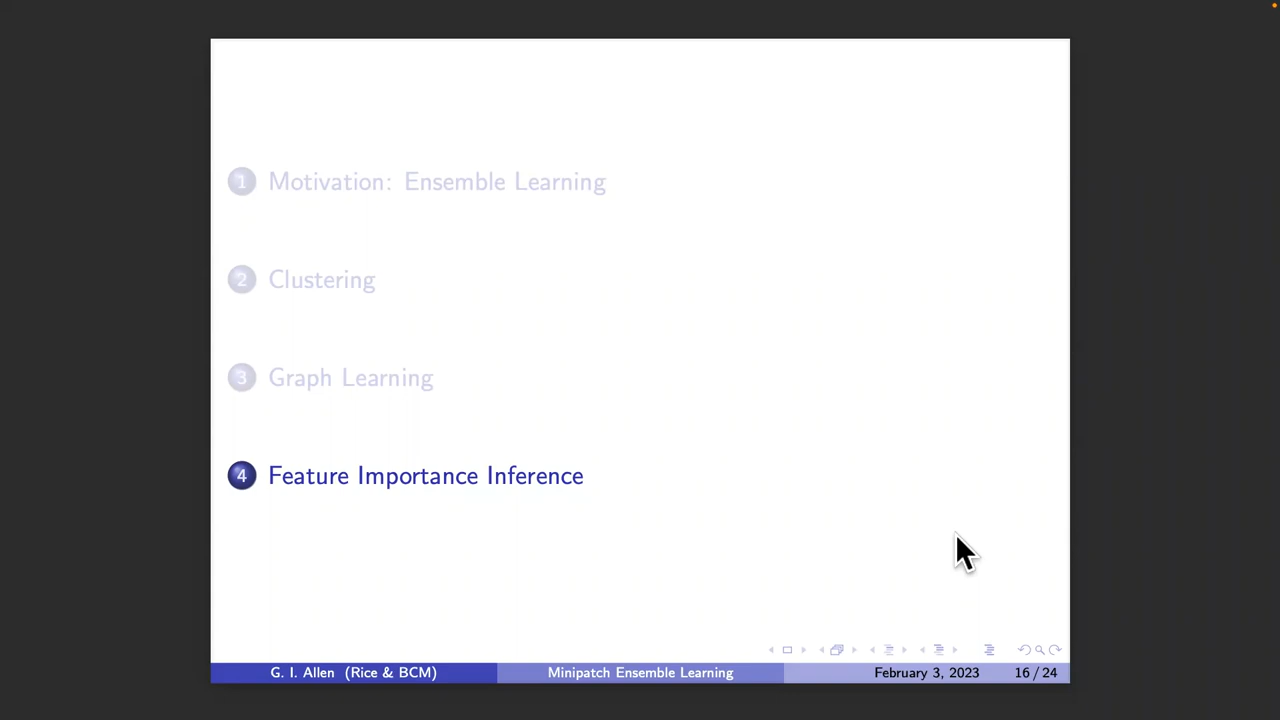 1 Motivation: Ensemble Learning
2 Clustering
3 Graph Learning
4 Feature Importance Inference
G. I. Allen (Rice & BCM) Minipatch Ensemble Learning February 3, 2023 16 / 24